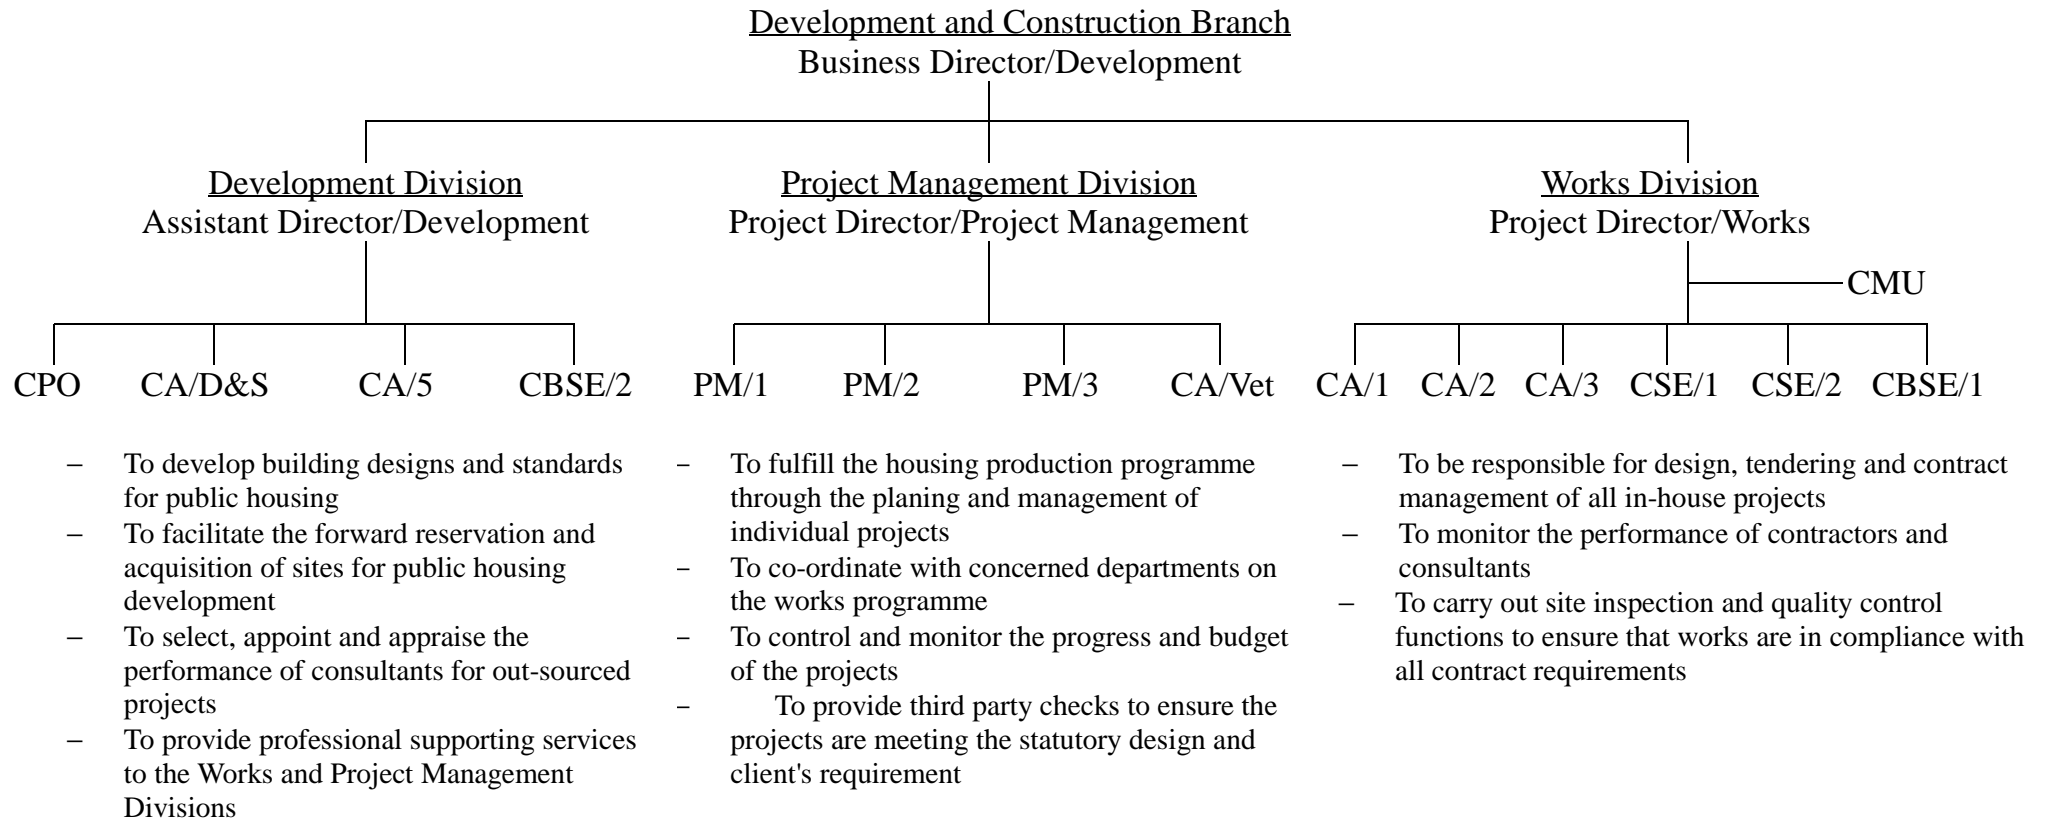 Development and Construction Branch
Business Director/Development
Development Division
Assistant Director/Development
Project Management Division
Project Director/Project Management
Works Division
Project Director/Works
CMU
CPO CA/D&S CA/5 CBSE/2 PM/1 PM/2 PM/3 CA/Vet CA/1 CA/2 CA/3 CSE/1 CSE/2 CBSE/1
– To develop building designs and standards
for public housing
– To facilitate the forward reservation and
acquisition of sites for public housing
development
– To select, appoint and appraise the
performance of consultants for out-sourced
projects
– To provide professional supporting services
to the Works and Project Management
Divisions
– To fulfill the housing production programme
through the planing and management of
individual projects
– To co-ordinate with concerned departments on
the works programme
– To control and monitor the progress and budget
of the projects
– To provide third party checks to ensure the
projects are meeting the statutory design and
client's requirement
– To be responsible for design, tendering and contract
management of all in-house projects
– To monitor the performance of contractors and
consultants
– To carry out site inspection and quality control
functions to ensure that works are in compliance with
all contract requirements